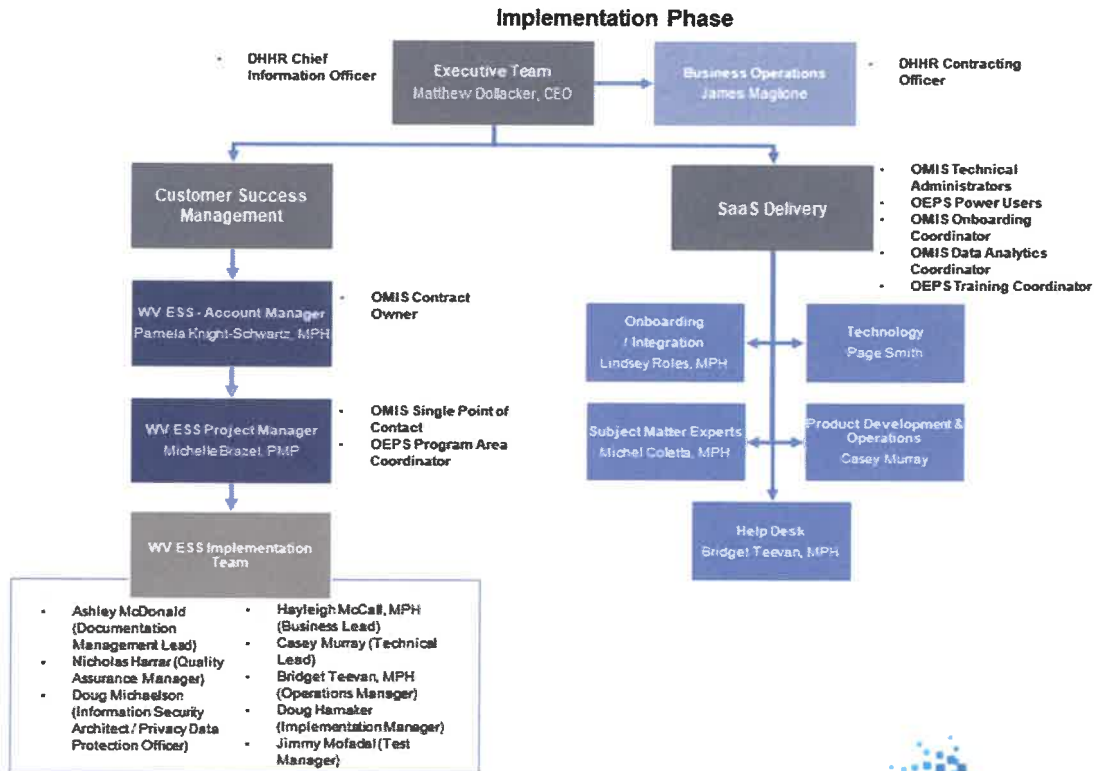 Implementation Phase
• DHHR Chief
Information Officer
Executive Team
Matthew Dollacker, CEO
Business Operations
James Maglione
• DHHR Contracting
Officer
Customer Success
Management
SaaS Delivery
• OMIS Technical
Administrators
• OEPS Power Users
• OMIS Onboarding
Coordinator
• OMIS Data Analytics
Coordinator
• OEPS Training Coordinator
WV ESS - Account Manager
Pamela Knight-Schwartz, MPH
• OMIS Contract
Owner
Onboarding
/ Integration
Lindsey Roles, MPH
Technology
Page Smith
WV ESS Project Manager
Michelle Brazel, PMP
• OMIS Single Point of
Contact
• OEPS Program Area
Coordinator
Subject Matter Experts
Michel Coletta, MPH
Product Development &
Operations
Casey Murray
Help Desk
Bridget Teevan, MPH
WV ESS Implementation
Team
• Ashley McDonald
(Documentation
Management Lead)
• Nicholas Harrar (Quality
Assurance Manager)
• Doug Michaelson
(Information Security
Architect / Privacy Data
Protection Officer)
• Hayleigh McCall, MPH
(Business Lead)
• Casey Murray (Technical
Lead)
• Bridget Teevan, MPH
(Operations Manager)
• Doug Hamaker
(Implementation Manager)
• Jimmy Mofadal (Test
Manager)